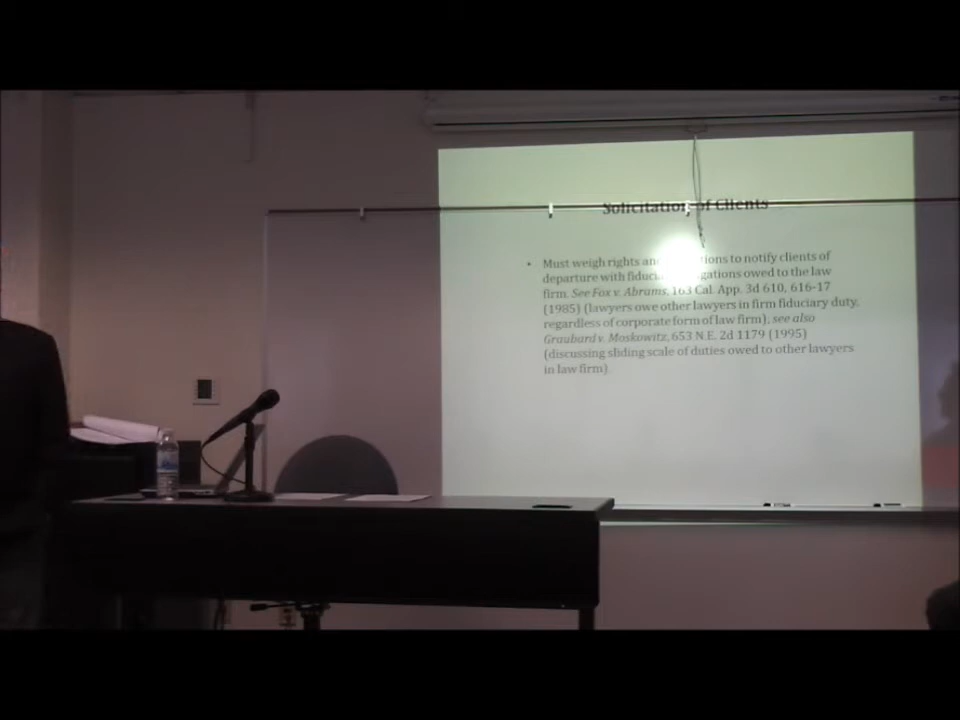 Solicitation of Clients
• Must weigh rights and tions to notify clients of
departure with fiduci gations owed to the law
firm. See Fox v. Abrams, 163 Cal. App. 3d 610, 616-17
(1985) (lawyers owe other lawyers in firm fiduciary duty,
regardless of corporate form of law firm); see also
Graubard v. Moskowitz, 653 N.E. 2d 1179 (1995)
(discussing sliding scale of duties owed to other lawyers
in law firm)